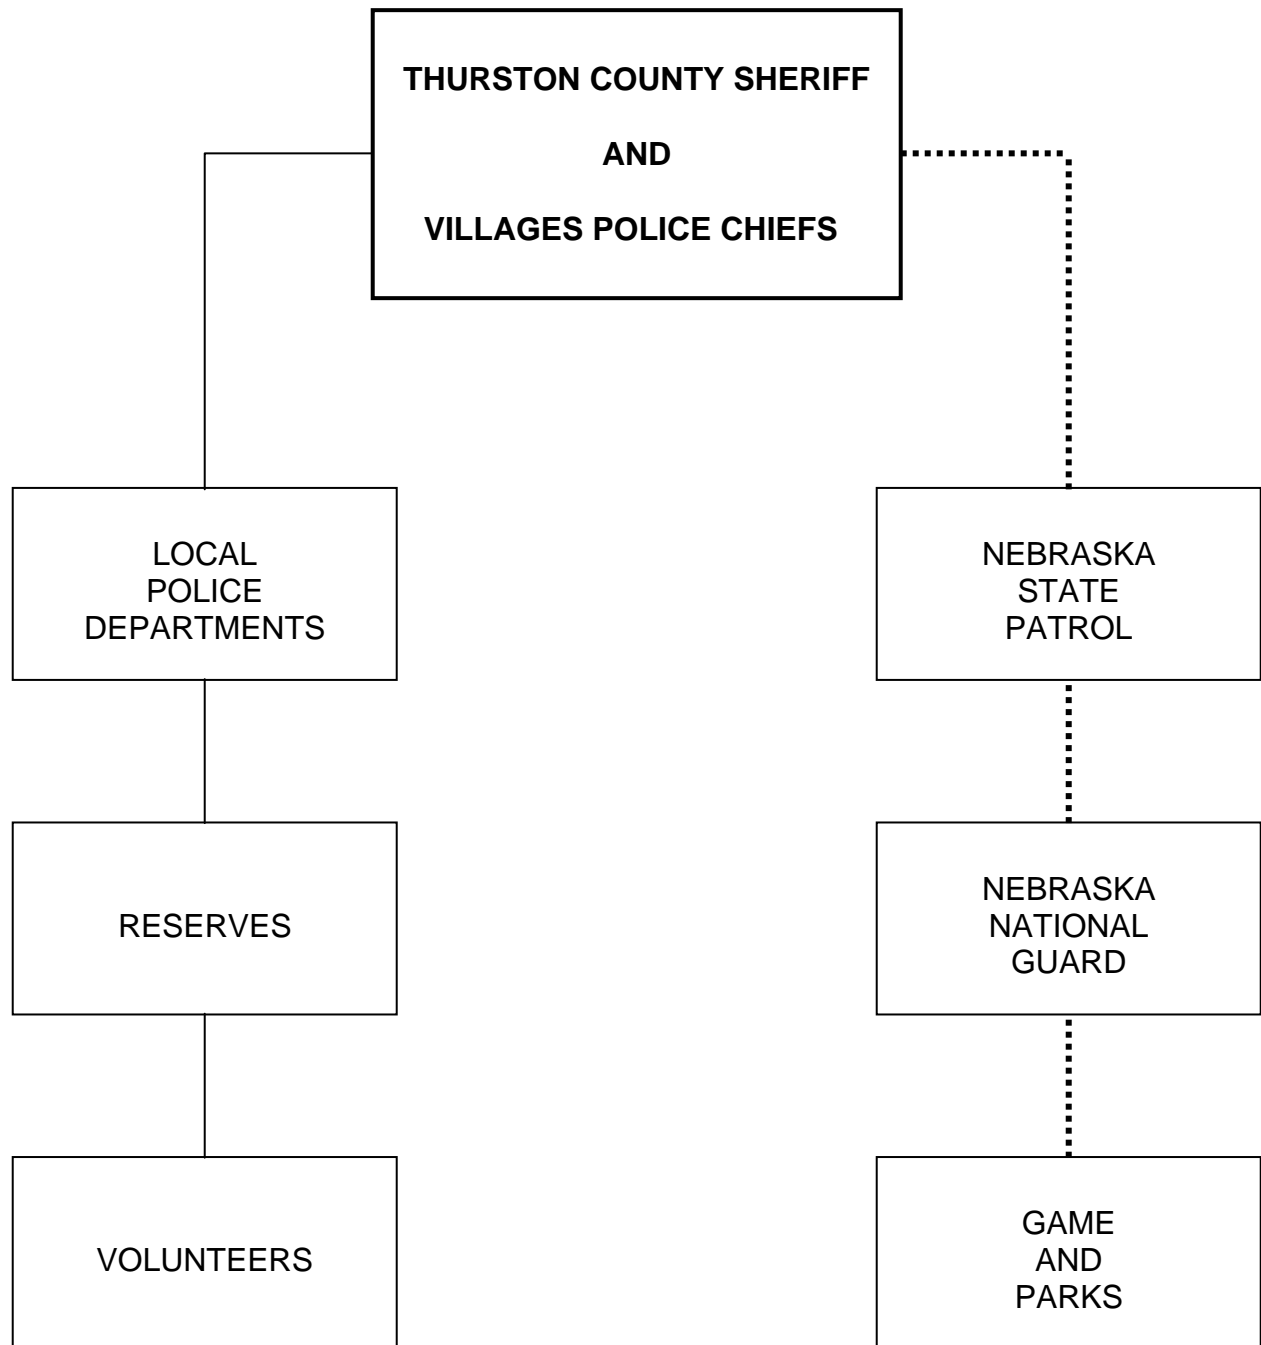 THURSTON COUNTY SHERIFF
AND
VILLAGES POLICE CHIEFS
LOCAL
POLICE
DEPARTMENTS
NEBRASKA
STATE
PATROL
RESERVES
NEBRASKA
NATIONAL
GUARD
VOLUNTEERS
GAME
AND
PARKS